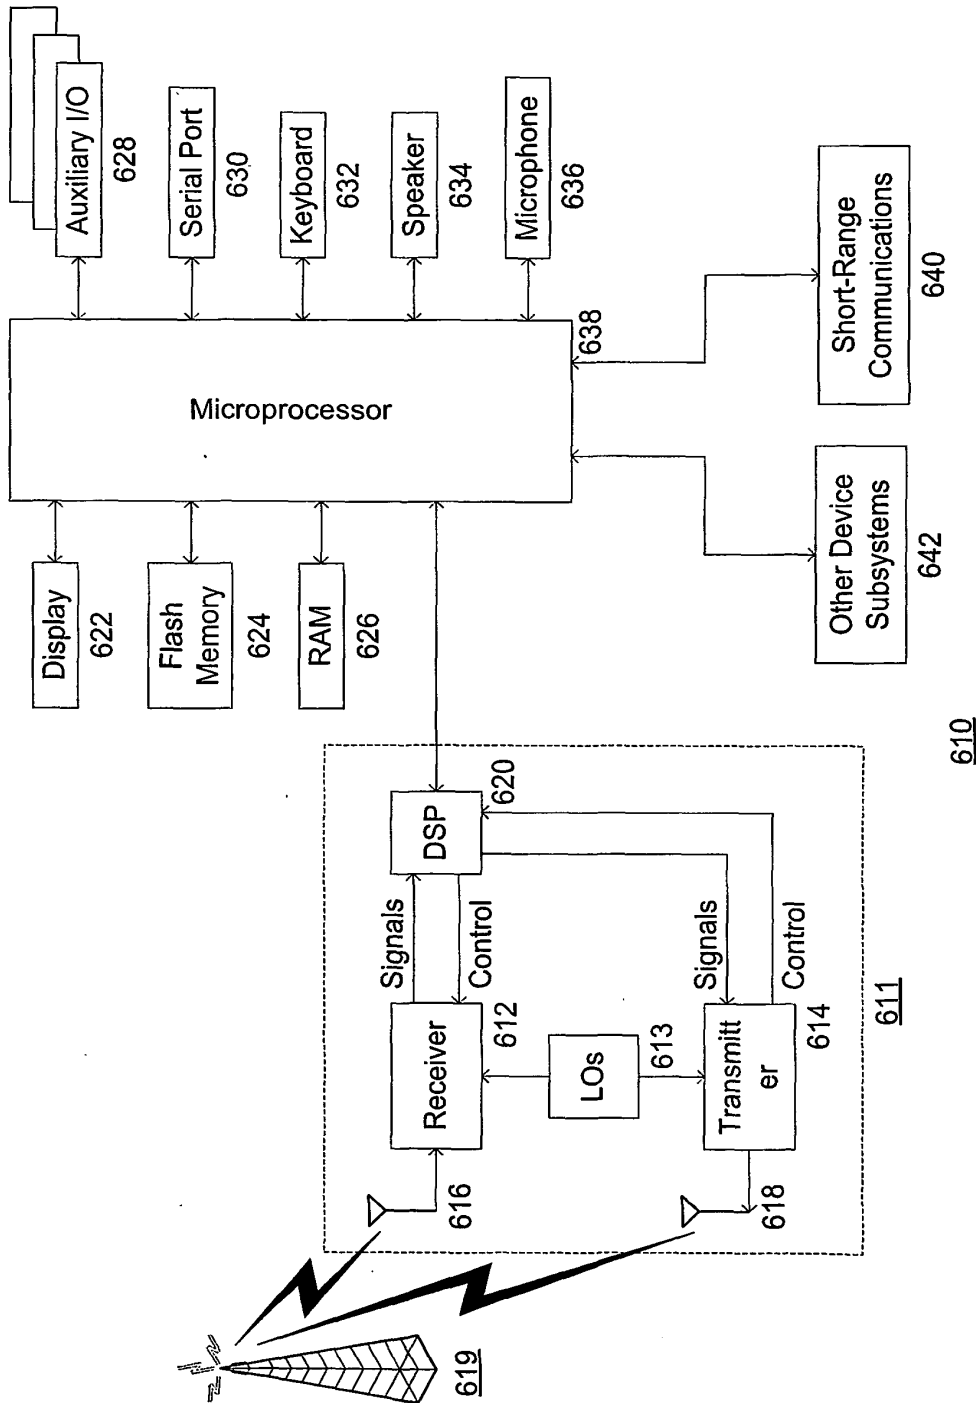 Auxiliary I/O
628
Serial Port
630
Keyboard
632
Speaker
634
Microphone
636
Microprocessor
638
Short-Range
Communications
640
Display
622
Flash
Memory
624
RAM
626
Other Device
Subsystems
642
DSP
620
Signals
Control
Signals
Control
Receiver
612
LOs
613
Transmitt
er
614
616
618
611
619
610